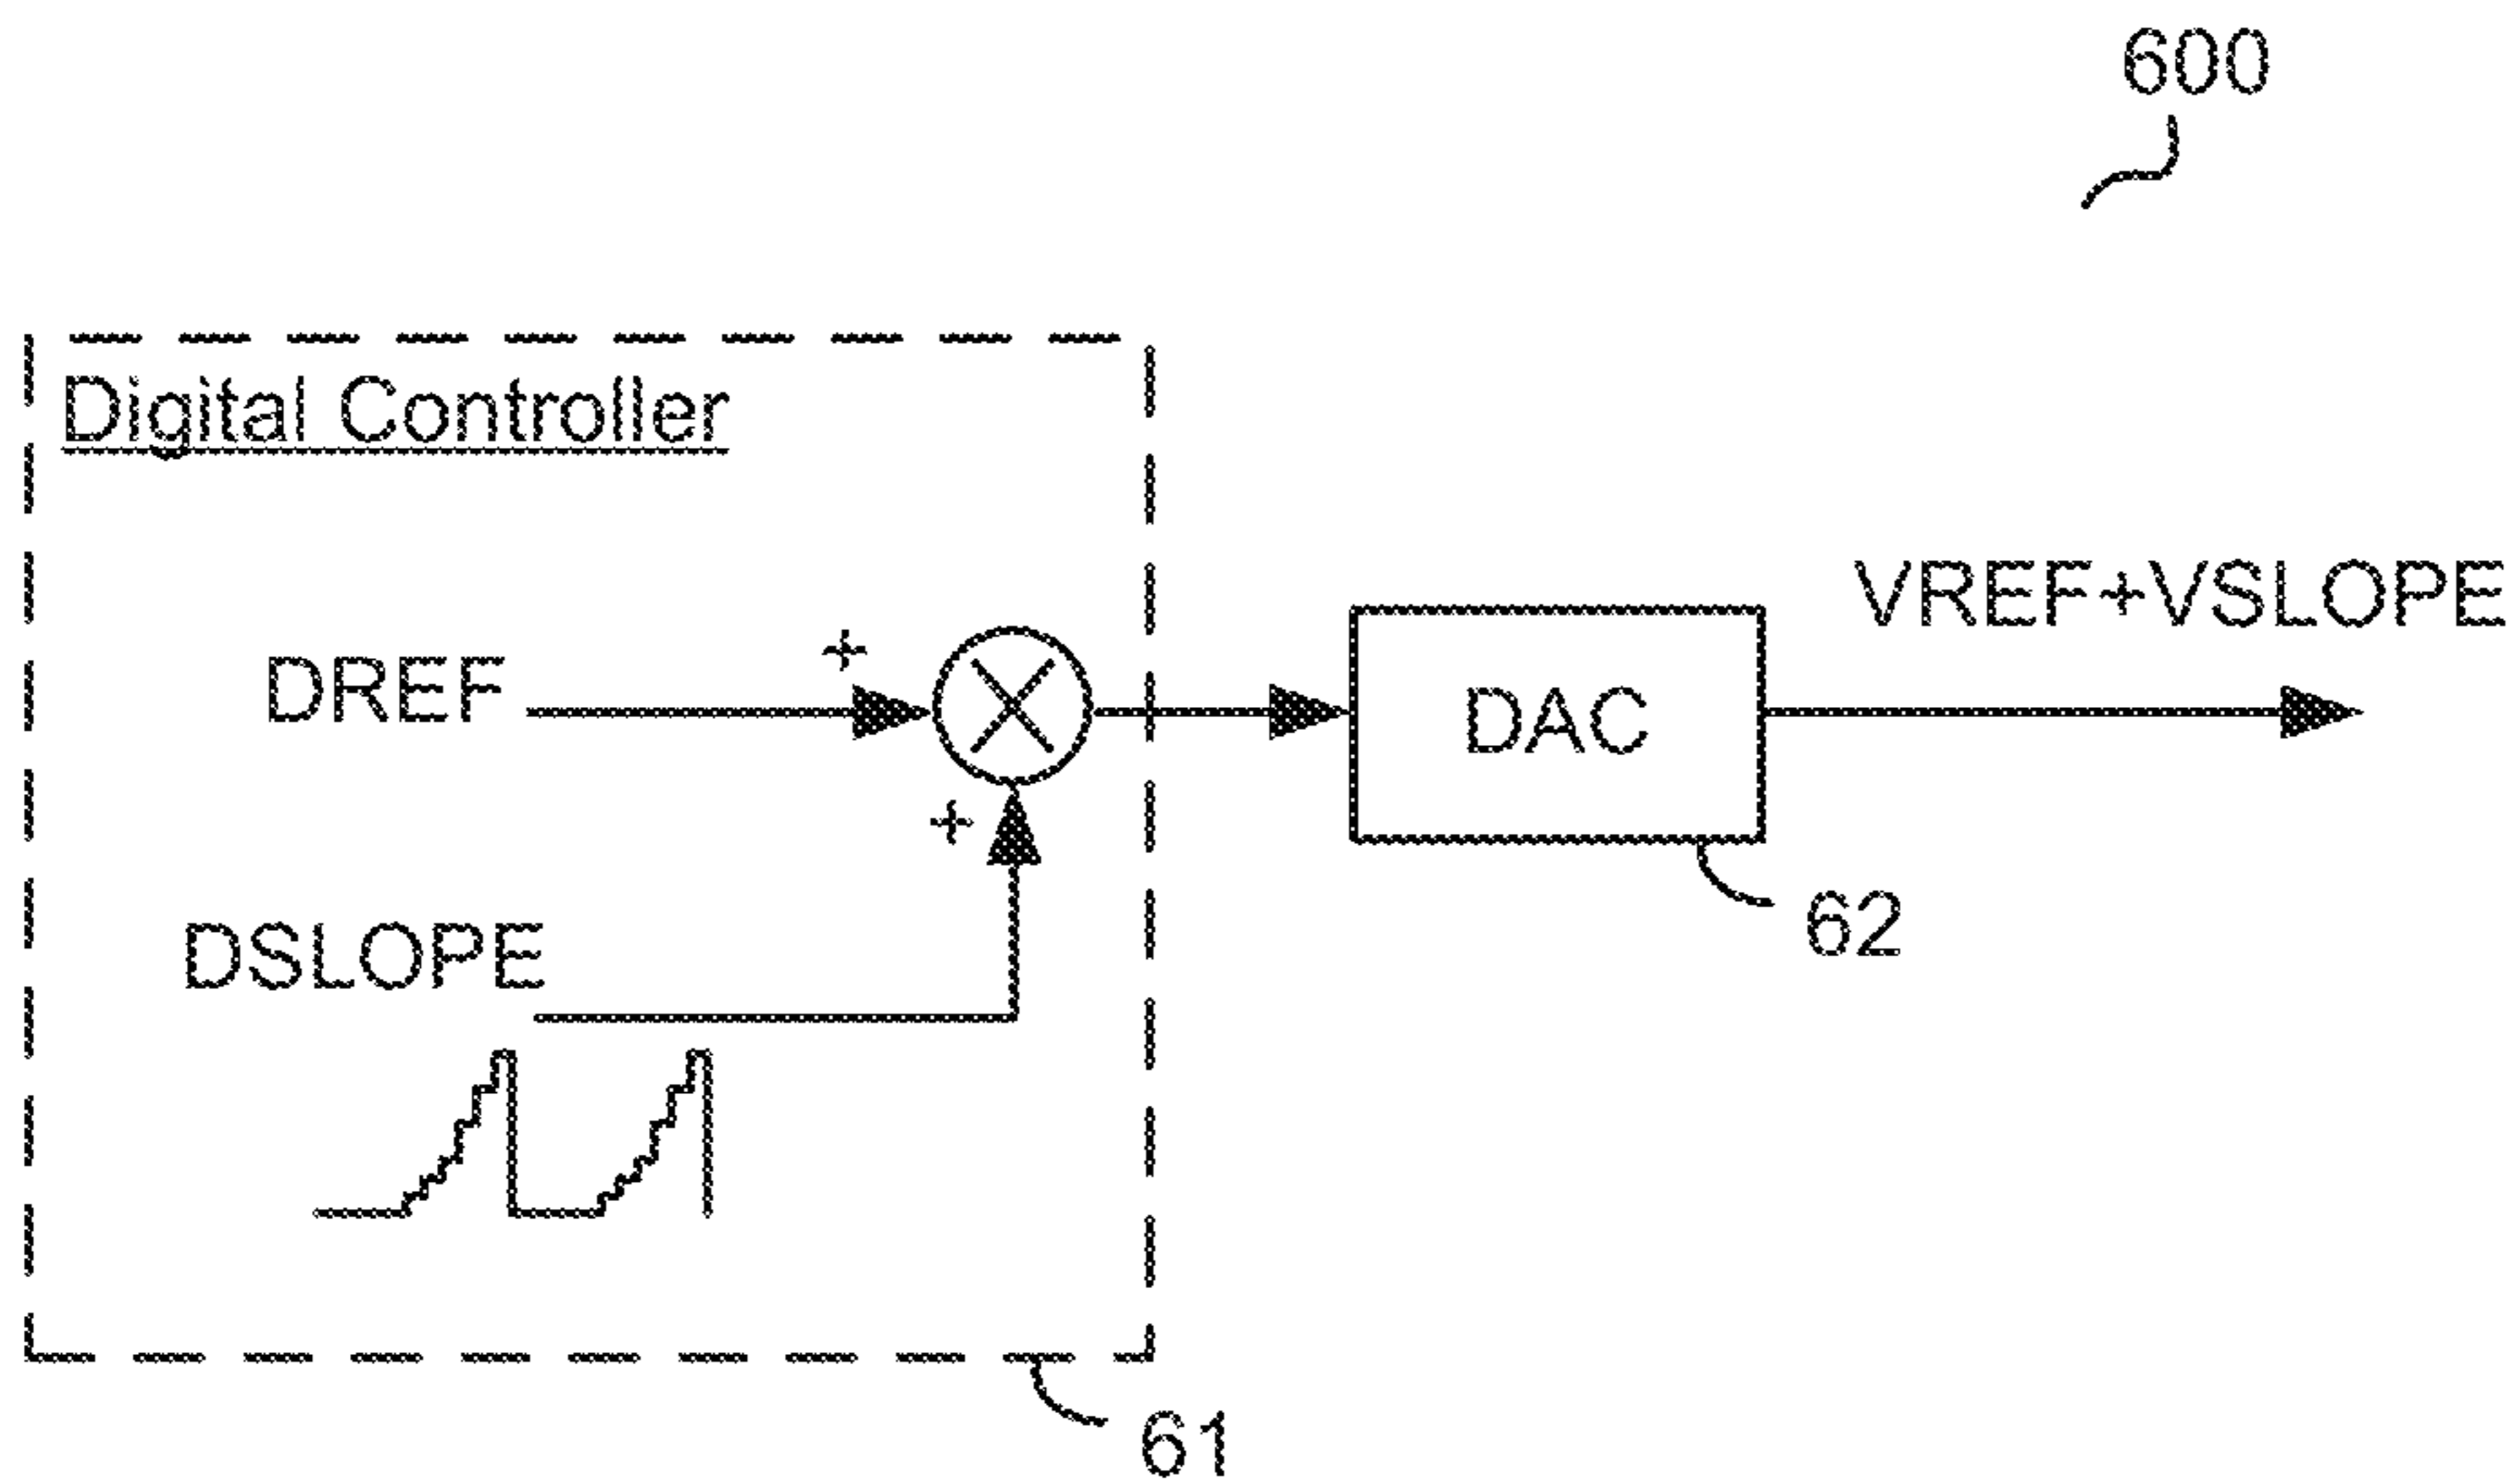 600
Digital Controller
VREF+VSLOPE
+
DREF
DAC
+
62
DSLOPE
61